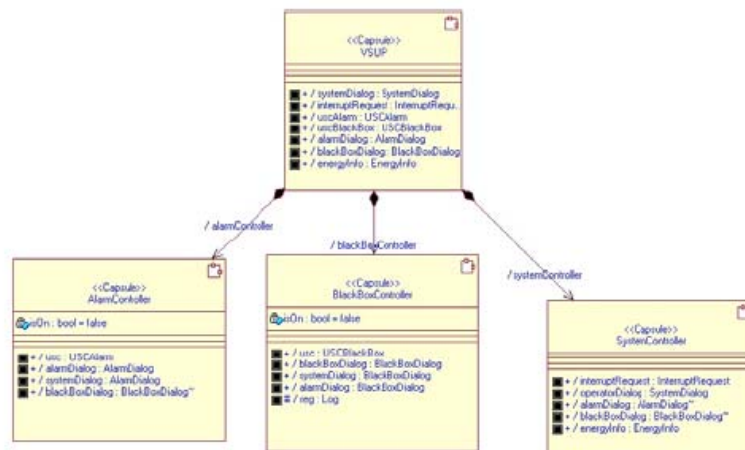 <<Capsule>>
VSUP
+ / systemDialog : SystemDialog
+ / interruptRequest : InterruptRequ..
+ / uscAlarm : USCAlarm
+ / uscBlackBox : USCBlackBox
+ / alarmDialog : AlarmDialog
+ / blackBoxDialog : BlackBoxDialog
+ / energyInfo : EnergyInfo
/ alarmController
/ blackBoxController
/ systemController
<<Capsule>>
AlarmController
isOn : bool = false
+ / usc : USCAlarm
+ / alarmDialog : AlarmDialog
+ / systemDialog : AlarmDialog
+ / blackBoxDialog : BlackBoxDialog~
<<Capsule>>
BlackBoxController
isOn : bool = false
+ / usc : USCBlackBox
+ / blackBoxDialog : BlackBoxDialog
+ / systemDialog : BlackBoxDialog
+ / alarmDialog : BlackBoxDialog
# / reg : Log
<<Capsule>>
SystemController
+ / interruptRequest : InterruptRequest
+ / operatorDialog : SystemDialog
+ / alarmDialog : AlarmDialog~
+ / blackBoxDialog : BlackBoxDialog~
+ / energyInfo : EnergyInfo